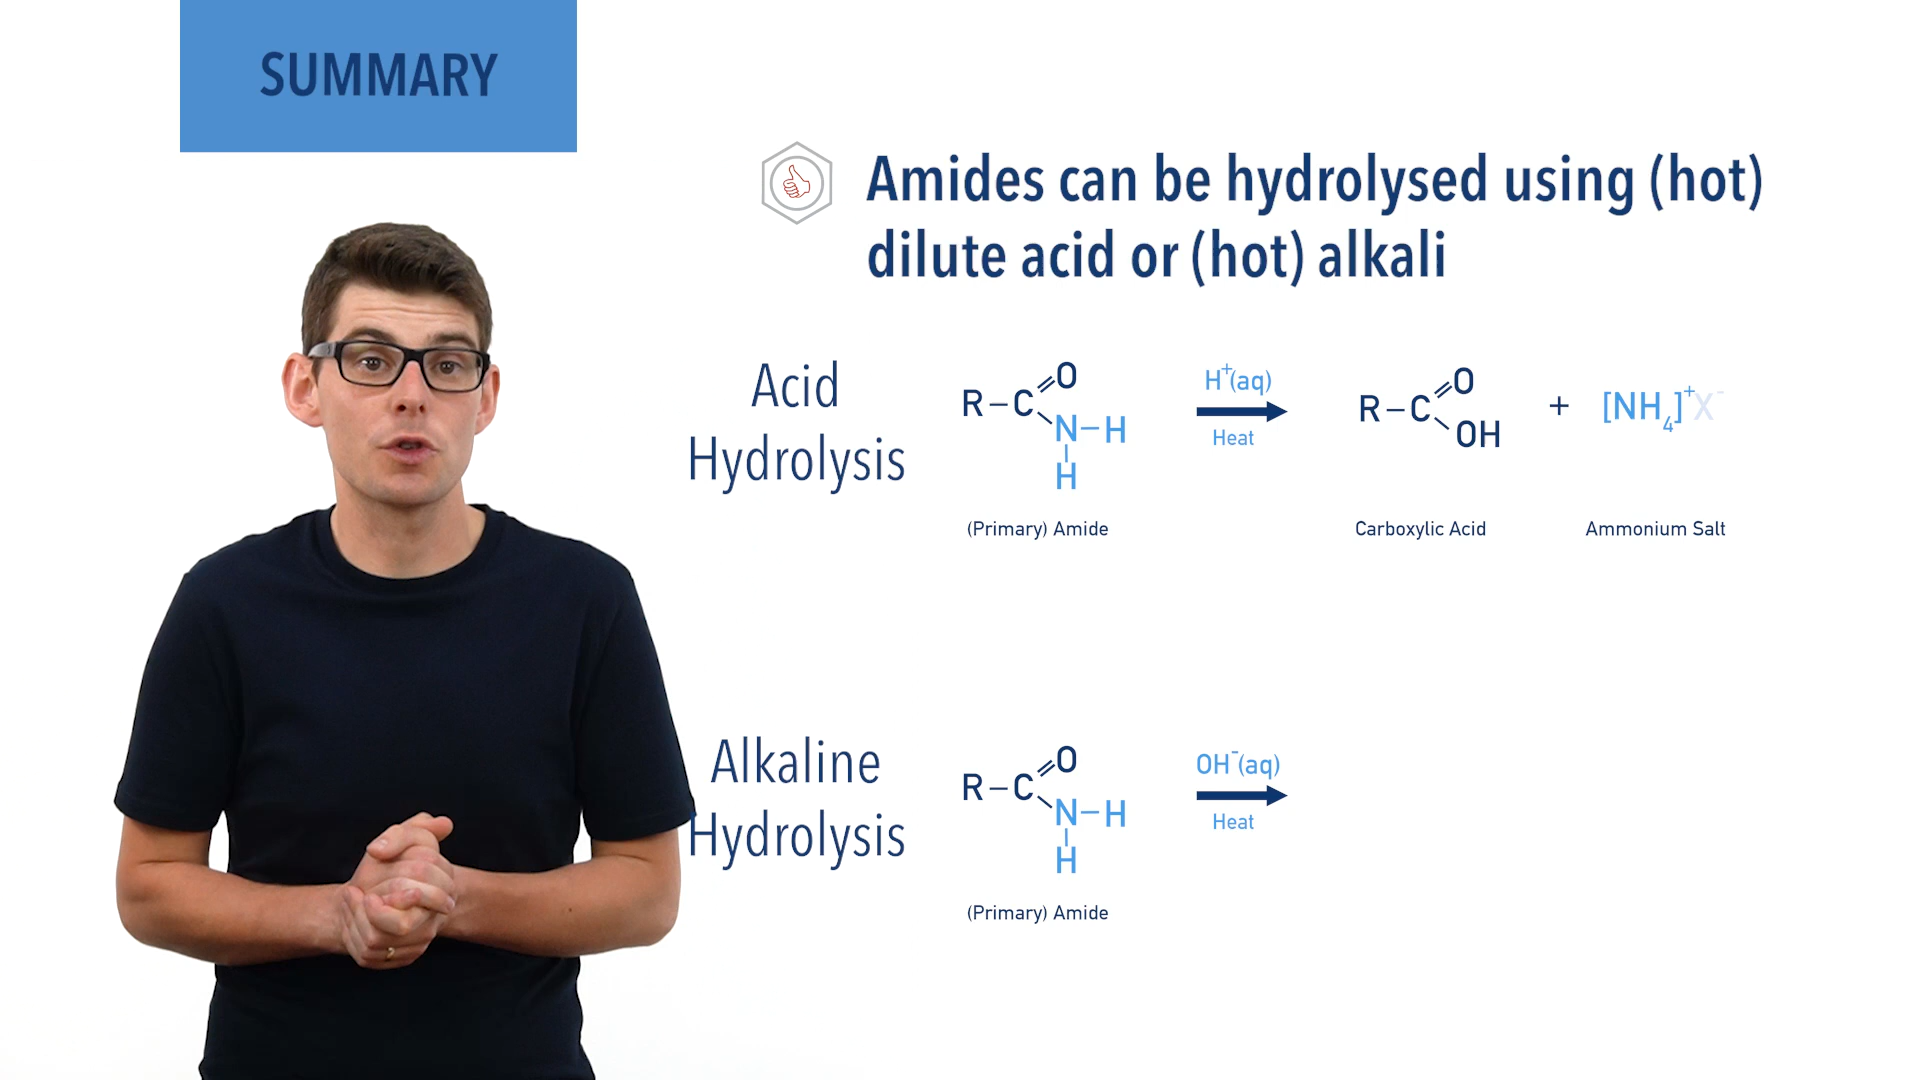 SUMMARY
Amides can be hydrolysed using (hot)
dilute acid or (hot) alkali
Acid
Hydrolysis
R–C
O
N–H
H
H⁺(aq)
Heat
R–C
O
OH
+
[NH₄]⁺X⁻
(Primary) Amide
Carboxylic Acid
Ammonium Salt
Alkaline
Hydrolysis
R–C
O
N–H
H
OH⁻(aq)
Heat
(Primary) Amide